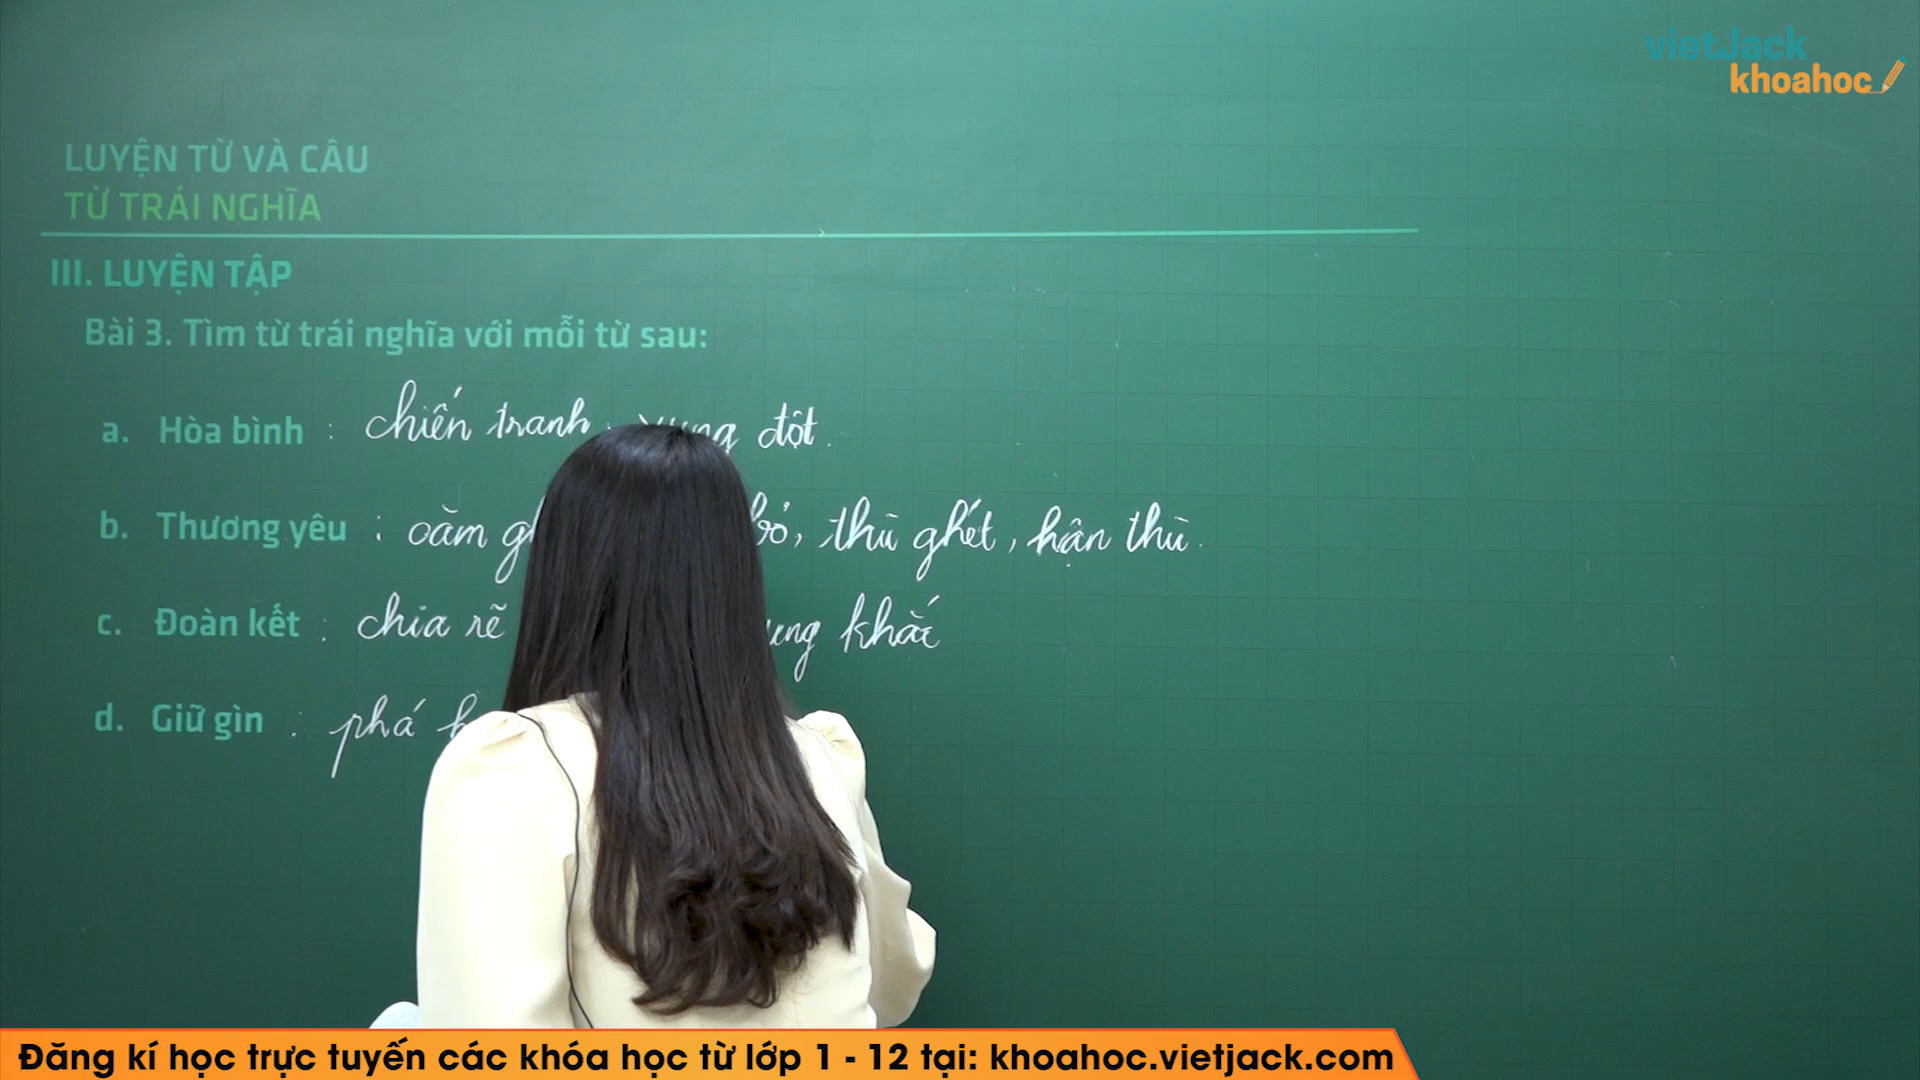 vietJack
khoahoc
LUYỆN TỪ VÀ CÂU
TỪ TRÁI NGHĨA
III. LUYỆN TẬP
Bài 3. Tìm từ trái nghĩa với mỗi từ sau:
a. Hòa bình : chiến tranh, xung đột.
b. Thương yêu : căm bỏ, thù ghét, hận thù.
c. Đoàn kết : chia rẽ khắc
d. Giữ gìn : phá
Đăng kí học trực tuyến các khóa học từ lớp 1 - 12 tại: khoahoc.vietjack.com